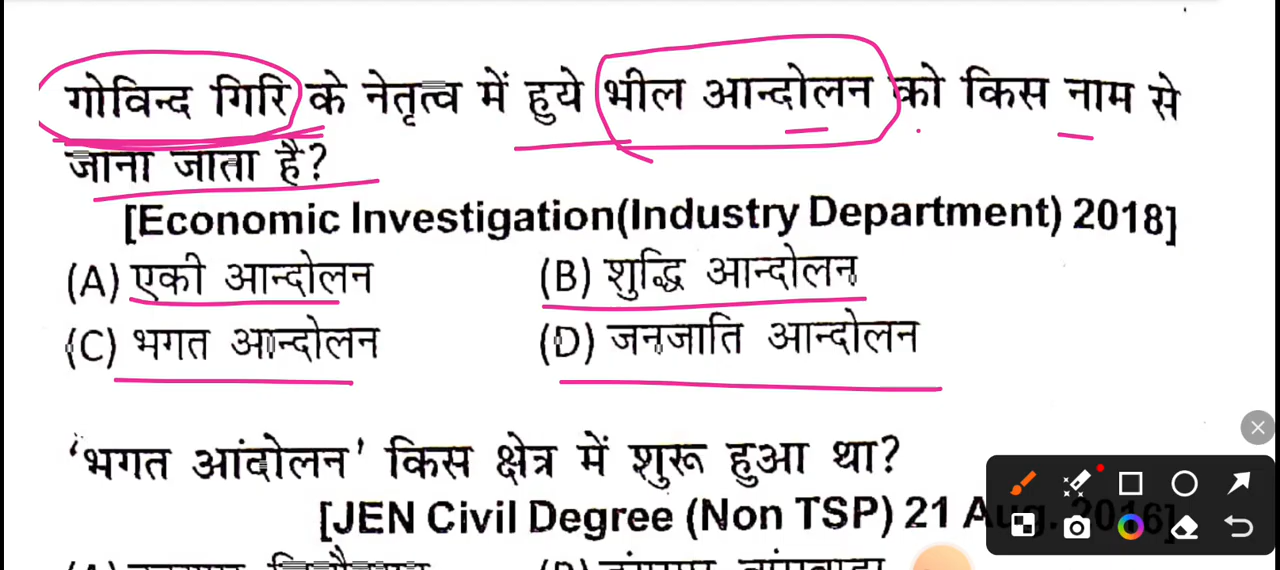 गोविन्द गिरि के नेतृत्व में हुये भील आन्दोलन को किस नाम से
जाना जाता है?
[Economic Investigation(Industry Department) 2018]
(A) एकी आन्दोलन (B) शुद्धि आन्दोलन
(C) भगत आन्दोलन (D) जनजाति आन्दोलन
'भगत आंदोलन' किस क्षेत्र में शुरू हुआ था?
[JEN Civil Degree (Non TSP) 21 Aug. 2016]